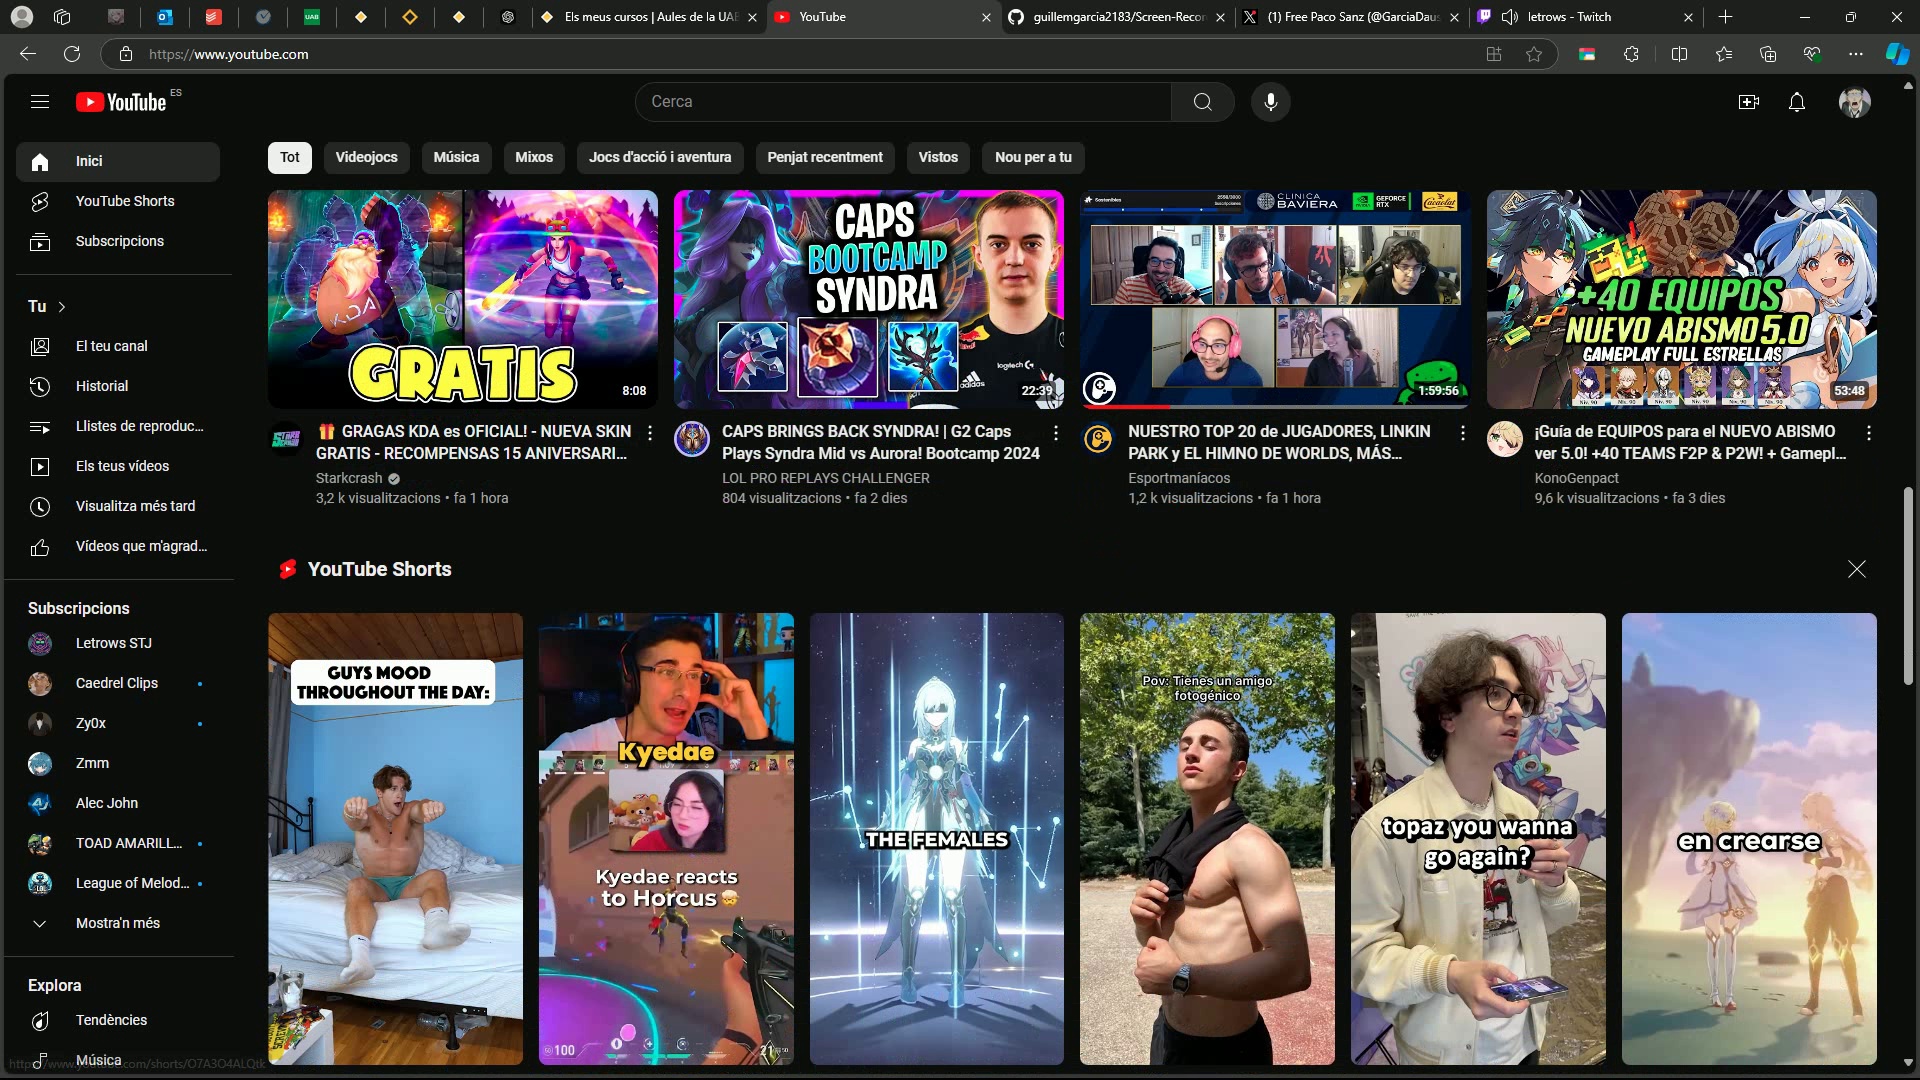 Els meus cursos | Aules de la UAB
YouTube
guillemgarcia2183/Screen-Recor
(1) Free Paco Sanz (@GarciaDaus
letrows - Twitch
https://www.youtube.com
YouTube ES
Cerca
Inici
YouTube Shorts
Subscripcions
Tu
El teu canal
Historial
Llistes de reproduc...
Els teus vídeos
Visualitza més tard
Vídeos que m'agrad...
Subscripcions
Letrows STJ
Caedrel Clips
Zy0x
Zmm
Alec John
TOAD AMARILL...
League of Melod...
Mostra'n més
Explora
Tendències
Música
https://www.youtube.com/shorts/O7A3O4ALQtk
Tot
Videojocs
Música
Mixos
Jocs d'acció i aventura
Penjat recentment
Vistos
Nou per a tu
KDA
GRATIS
8:08
GRAGAS KDA es OFICIAL! - NUEVA SKIN
GRATIS - RECOMPENSAS 15 ANIVERSARI...
Starkcrash
3,2 k visualitzacions • fa 1 hora
CAPS
BOOTCAMP
SYNDRA
logitech G
adidas
22:39
CAPS BRINGS BACK SYNDRA! | G2 Caps
Plays Syndra Mid vs Aurora! Bootcamp 2024
LOL PRO REPLAYS CHALLENGER
804 visualitzacions • fa 2 dies
CLINICA
BAVIERA
GEFORCE
RTX
Cacaolat
1:59:56
NUESTRO TOP 20 de JUGADORES, LINKIN
PARK y EL HIMNO DE WORLDS, MÁS...
Esportmaníacos
1,2 k visualitzacions • fa 1 hora
+40 EQUIPOS
NUEVO ABISMO 5.0
GAMEPLAY FULL ESTRELLAS
53:48
¡Guía de EQUIPOS para el NUEVO ABISMO
ver 5.0! +40 TEAMS F2P & P2W! + Gamepl...
KonoGenpact
9,6 k visualitzacions • fa 3 dies
YouTube Shorts
GUYS MOOD
THROUGHOUT THE DAY:
Kyedae
Kyedae reacts
to Horcus
100
THE FEMALES
Pov: Tienes un amigo
fotogénico
topaz you wanna
go again?
en crearse